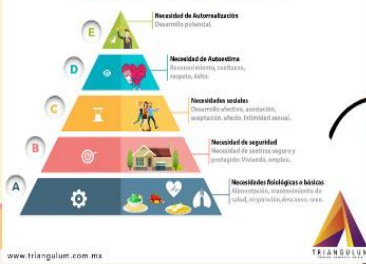 E
Necesidad de Autorrealización
Desarrollo potencial.
D
Necesidad de Autoestima
Reconocimiento, confianza,
respeto, éxito.
C
Necesidades sociales
Desarrollo afectivo, asociación,
aceptación, afecto, intimidad sexual.
B
Necesidad de seguridad
Necesidad de sentirse seguro y
protegido: Vivienda, empleo.
A
Necesidades fisiológicas o básicas
Alimentación, mantenimiento de
salud, respiración, descanso, sexo.
www.triangulum.com.mx
TRIANGULUM